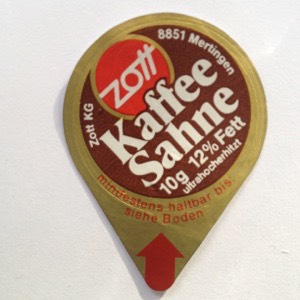 Zott KG
8851 Mertingen
Zott
Kaffee
Sahne
10g 12% Fett
ultrahocherhitzt
mindestens haltbar bis:
siehe Boden